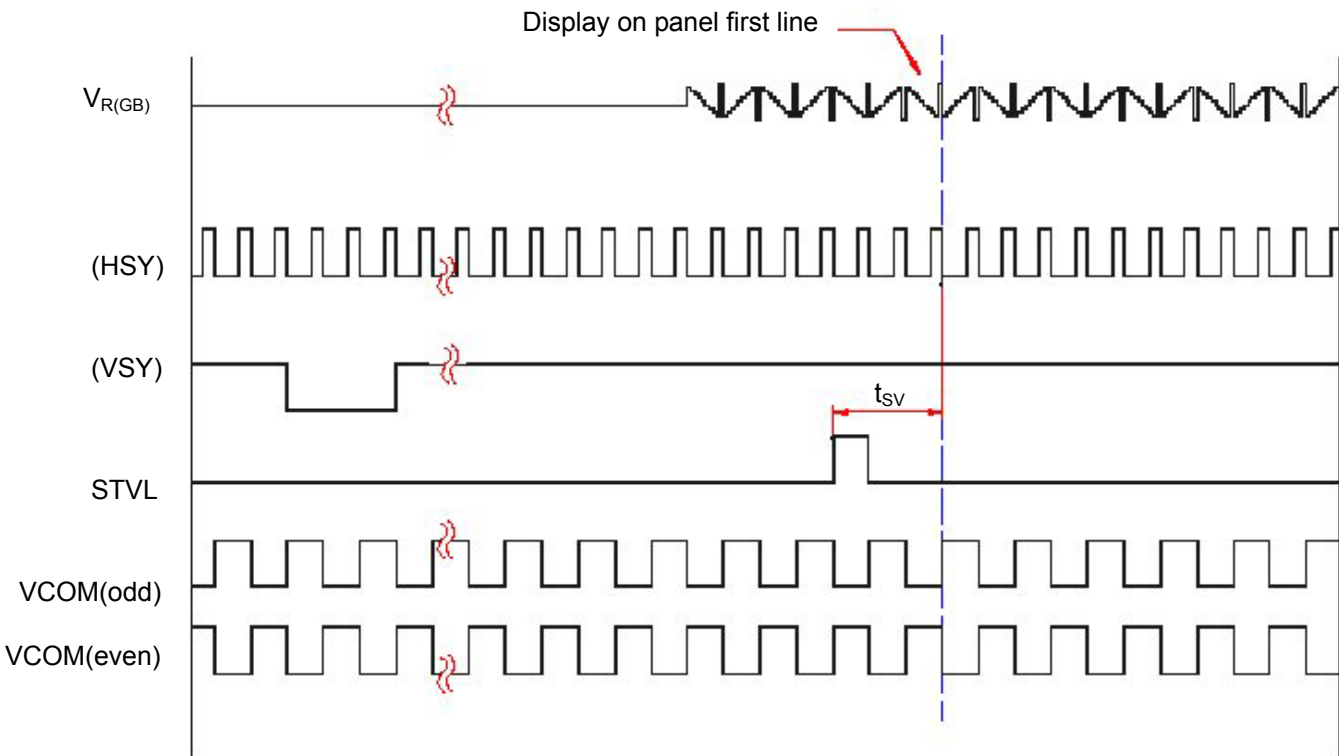 Display on panel first line
VR(GB)
(HSY)
(VSY)
tSV
STVL
VCOM(odd)
VCOM(even)